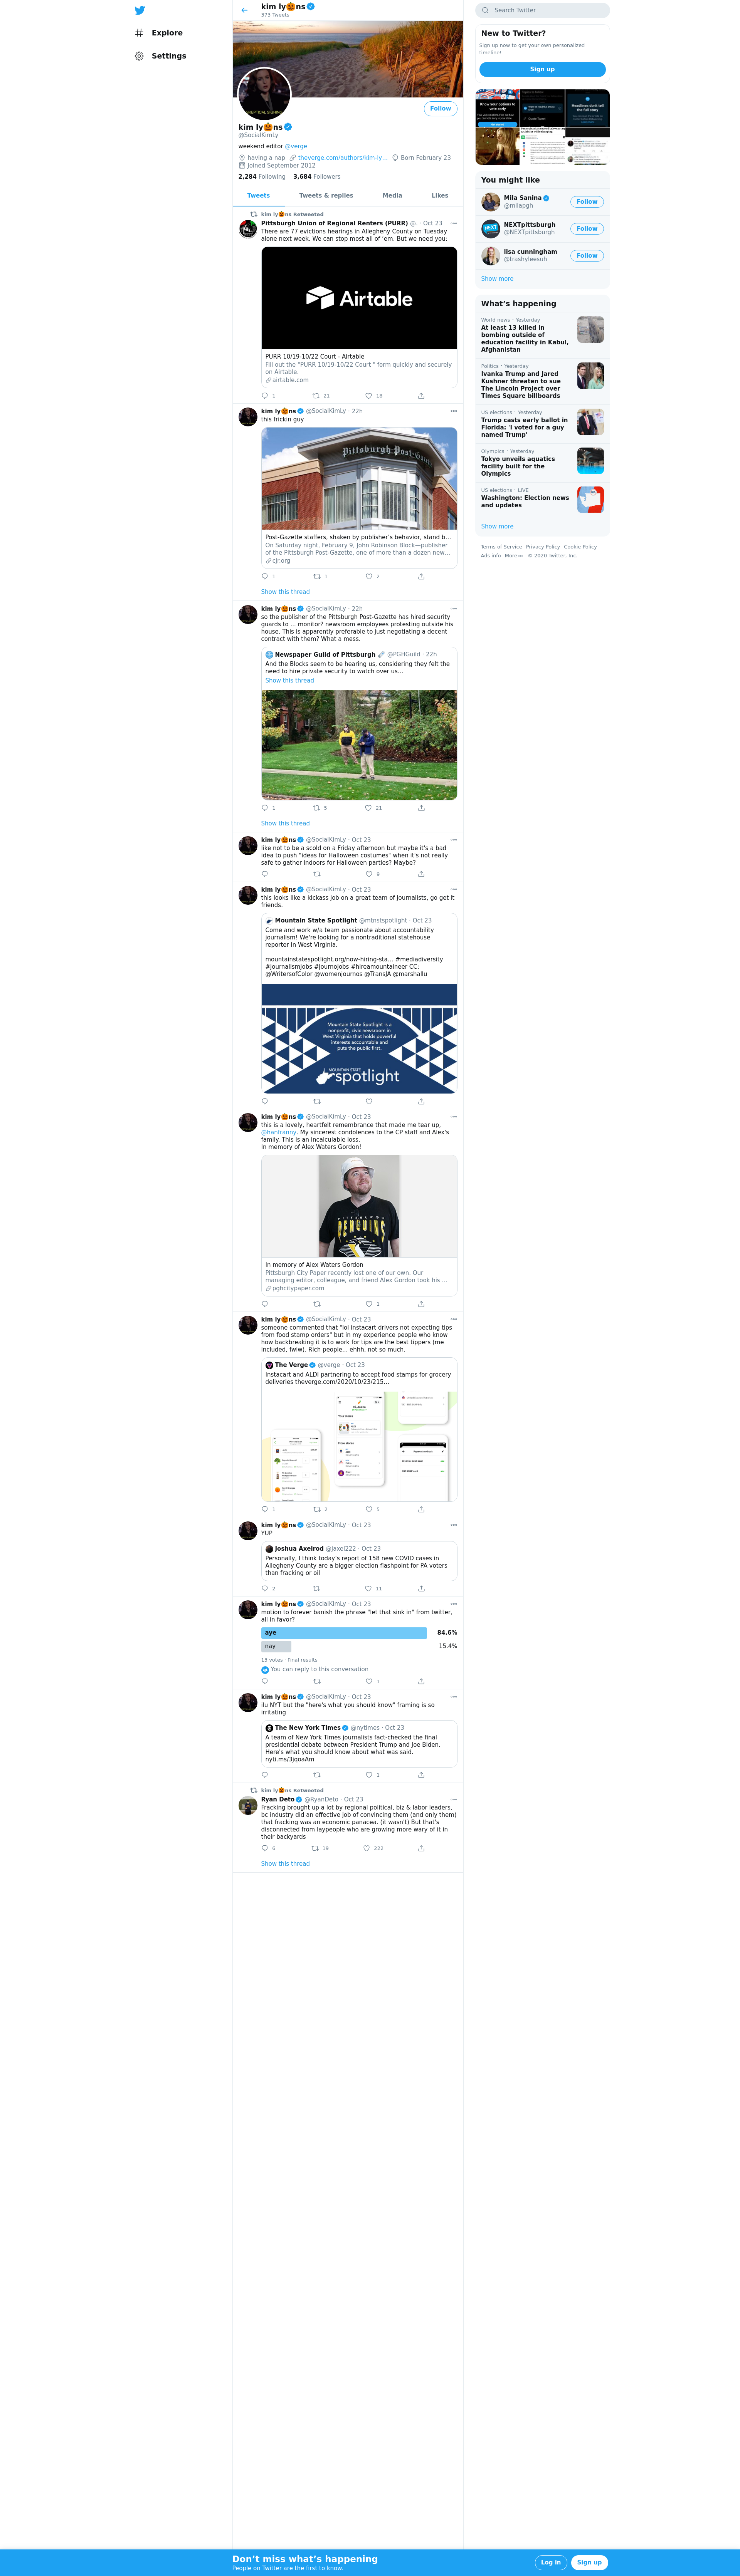 kim ly🎃ns
373 Tweets
Explore
Settings
Search Twitter
New to Twitter?
Sign up now to get your own personalized
timeline!
Sign up
Follow
kim ly🎃ns
@SocialKimLy
weekend editor @verge
having a nap theverge.com/authors/kim-ly… Born February 23
Joined September 2012
2,284 Following 3,684 Followers
Tweets Tweets & replies Media Likes
kim ly🎃ns Retweeted
Pittsburgh Union of Regional Renters (PURR) @. · Oct 23
There are 77 evictions hearings in Allegheny County on Tuesday
alone next week. We can stop most all of 'em. But we need you:
Airtable
PURR 10/19-10/22 Court - Airtable
Fill out the "PURR 10/19-10/22 Court " form quickly and securely
on Airtable.
airtable.com
1 21 18
kim ly🎃ns @SocialKimLy · 22h
this frickin guy
Pittsburgh Post-Gazette
Post-Gazette staffers, shaken by publisher's behavior, stand b…
On Saturday night, February 9, John Robinson Block—publisher
of the Pittsburgh Post-Gazette, one of more than a dozen new…
cjr.org
1 1 2
Show this thread
kim ly🎃ns @SocialKimLy · 22h
so the publisher of the Pittsburgh Post-Gazette has hired security
guards to ... monitor? newsroom employees protesting outside his
house. This is apparently preferable to just negotiating a decent
contract with them? What a mess.
Newspaper Guild of Pittsburgh @PGHGuild · 22h
And the Blocks seem to be hearing us, considering they felt the
need to hire private security to watch over us…
Show this thread
1 5 21
Show this thread
kim ly🎃ns @SocialKimLy · Oct 23
like not to be a scold on a Friday afternoon but maybe it's a bad
idea to push "ideas for Halloween costumes" when it's not really
safe to gather indoors for Halloween parties? Maybe?
9
kim ly🎃ns @SocialKimLy · Oct 23
this looks like a kickass job on a great team of journalists, go get it
friends.
Mountain State Spotlight @mtnstspotlight · Oct 23
Come and work w/a team passionate about accountability
journalism! We're looking for a nontraditional statehouse
reporter in West Virginia.
mountainstatespotlight.org/now-hiring-sta… #mediadiversity
#journalismjobs #journojobs #hireamountaineer CC:
@WritersofColor @womenjournos @TransJA @marshallu
Mountain State Spotlight is a
nonprofit, civic newsroom in
West Virginia that holds powerful
interests accountable and
puts the public first.
MOUNTAIN STATE
spotlight
kim ly🎃ns @SocialKimLy · Oct 23
this is a lovely, heartfelt remembrance that made me tear up,
@hanfranny. My sincerest condolences to the CP staff and Alex's
family. This is an incalculable loss.
In memory of Alex Waters Gordon!
PITTSBURGH
PENGUINS
In memory of Alex Waters Gordon
Pittsburgh City Paper recently lost one of our own. Our
managing editor, colleague, and friend Alex Gordon took his …
pghcitypaper.com
1
kim ly🎃ns @SocialKimLy · Oct 23
someone commented that "lol instacart drivers not expecting tips
from food stamp orders" but in my experience people who know
how backbreaking it is to work for tips are the best tippers (me
included, fwiw). Rich people... ehhh, not so much.
The Verge @verge · Oct 23
Instacart and ALDI partnering to accept food stamps for grocery
deliveries theverge.com/2020/10/23/215…
1 2 5
kim ly🎃ns @SocialKimLy · Oct 23
YUP
Joshua Axelrod @jaxel222 · Oct 23
Personally, I think today's report of 158 new COVID cases in
Allegheny County are a bigger election flashpoint for PA voters
than fracking or oil
2 11
kim ly🎃ns @SocialKimLy · Oct 23
motion to forever banish the phrase "let that sink in" from twitter,
all in favor?
aye 84.6%
nay 15.4%
13 votes · Final results
You can reply to this conversation
1
kim ly🎃ns @SocialKimLy · Oct 23
ilu NYT but the "here's what you should know" framing is so
irritating
The New York Times @nytimes · Oct 23
A team of New York Times journalists fact-checked the final
presidential debate between President Trump and Joe Biden.
Here's what you should know about what was said.
nyti.ms/3jqoaAm
1
kim ly🎃ns Retweeted
Ryan Deto @RyanDeto · Oct 23
Fracking brought up a lot by regional political, biz & labor leaders,
bc industry did an effective job of convincing them (and only them)
that fracking was an economic panacea. (it wasn't) But that's
disconnected from laypeople who are growing more wary of it in
their backyards
6 19 222
Show this thread
Know your options to
vote early
Headlines don't tell
the full story
You might like
Mila Sanina
@milapgh
Follow
NEXTpittsburgh
@NEXTpittsburgh
Follow
lisa cunningham
@trashyleesuh
Follow
Show more
What's happening
World news · Yesterday
At least 13 killed in
bombing outside of
education facility in Kabul,
Afghanistan
Politics · Yesterday
Ivanka Trump and Jared
Kushner threaten to sue
The Lincoln Project over
Times Square billboards
US elections · Yesterday
Trump casts early ballot in
Florida: 'I voted for a guy
named Trump'
Olympics · Yesterday
Tokyo unveils aquatics
facility built for the
Olympics
US elections · LIVE
Washington: Election news
and updates
Show more
Terms of Service Privacy Policy Cookie Policy
Ads info More © 2020 Twitter, Inc.
Don't miss what's happening
People on Twitter are the first to know.
Log in
Sign up